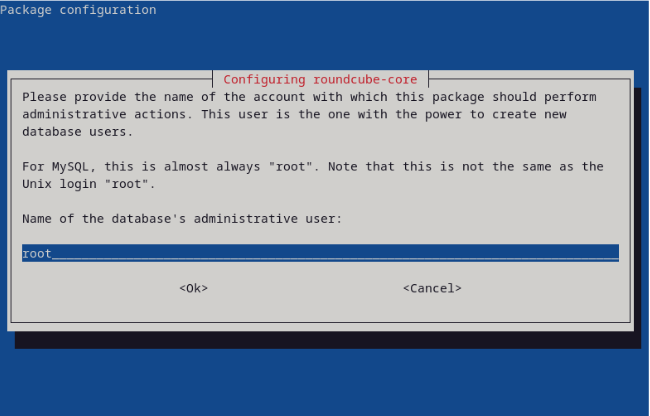 Package configuration
Configuring roundcube-core
Please provide the name of the account with which this package should perform
administrative actions. This user is the one with the power to create new
database users.
For MySQL, this is almost always "root". Note that this is not the same as the
Unix login "root".
Name of the database's administrative user:
root
<Ok> <Cancel>